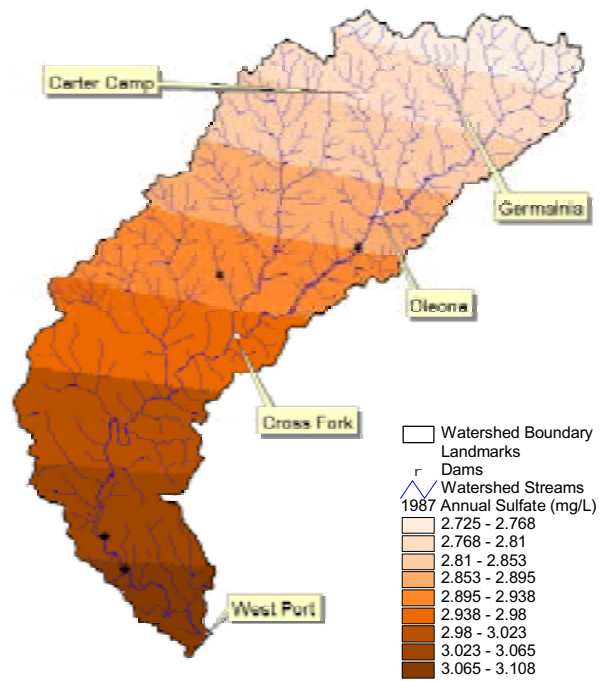 Carter Camp
Germainia
Oleona
Cross Fork
West Port
Watershed Boundary
Landmarks
r Dams
Watershed Streams
1987 Annual Sulfate (mg/L)
2.725 - 2.768
2.768 - 2.81
2.81 - 2.853
2.853 - 2.895
2.895 - 2.938
2.938 - 2.98
2.98 - 3.023
3.023 - 3.065
3.065 - 3.108